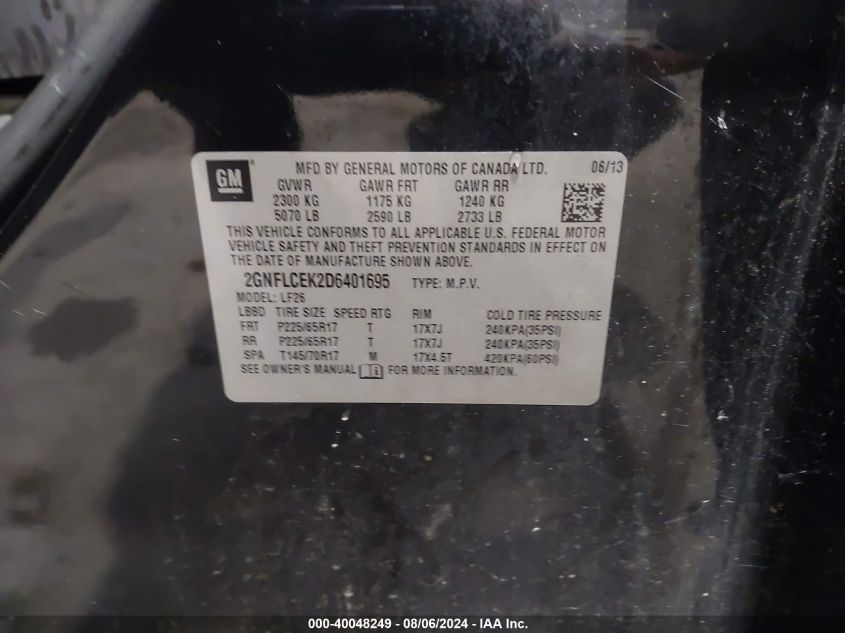 GM ® MFD BY GENERAL MOTORS OF CANADA LTD. 06/13
GVWR GAWR FRT GAWR RR
2300 KG 1175 KG 1240 KG
5070 LB 2590 LB 2733 LB
THIS VEHICLE CONFORMS TO ALL APPLICABLE U.S. FEDERAL MOTOR
VEHICLE SAFETY AND THEFT PREVENTION STANDARDS IN EFFECT ON
THE DATE OF MANUFACTURE SHOWN ABOVE.
2GNFLCEK2D6401695 TYPE: M.P.V.
MODEL: LF26
LBBD TIRE SIZE SPEED RTG RIM COLD TIRE PRESSURE
FRT P225/65R17 T 17X7J 240KPA(35PSI)
RR P225/65R17 T 17X7J 240KPA(35PSI)
SPA T145/70R17 M 17X4.5T 420KPA(60PSI)
SEE OWNER'S MANUAL FOR MORE INFORMATION.
000-40048249 - 08/06/2024 - IAA Inc.